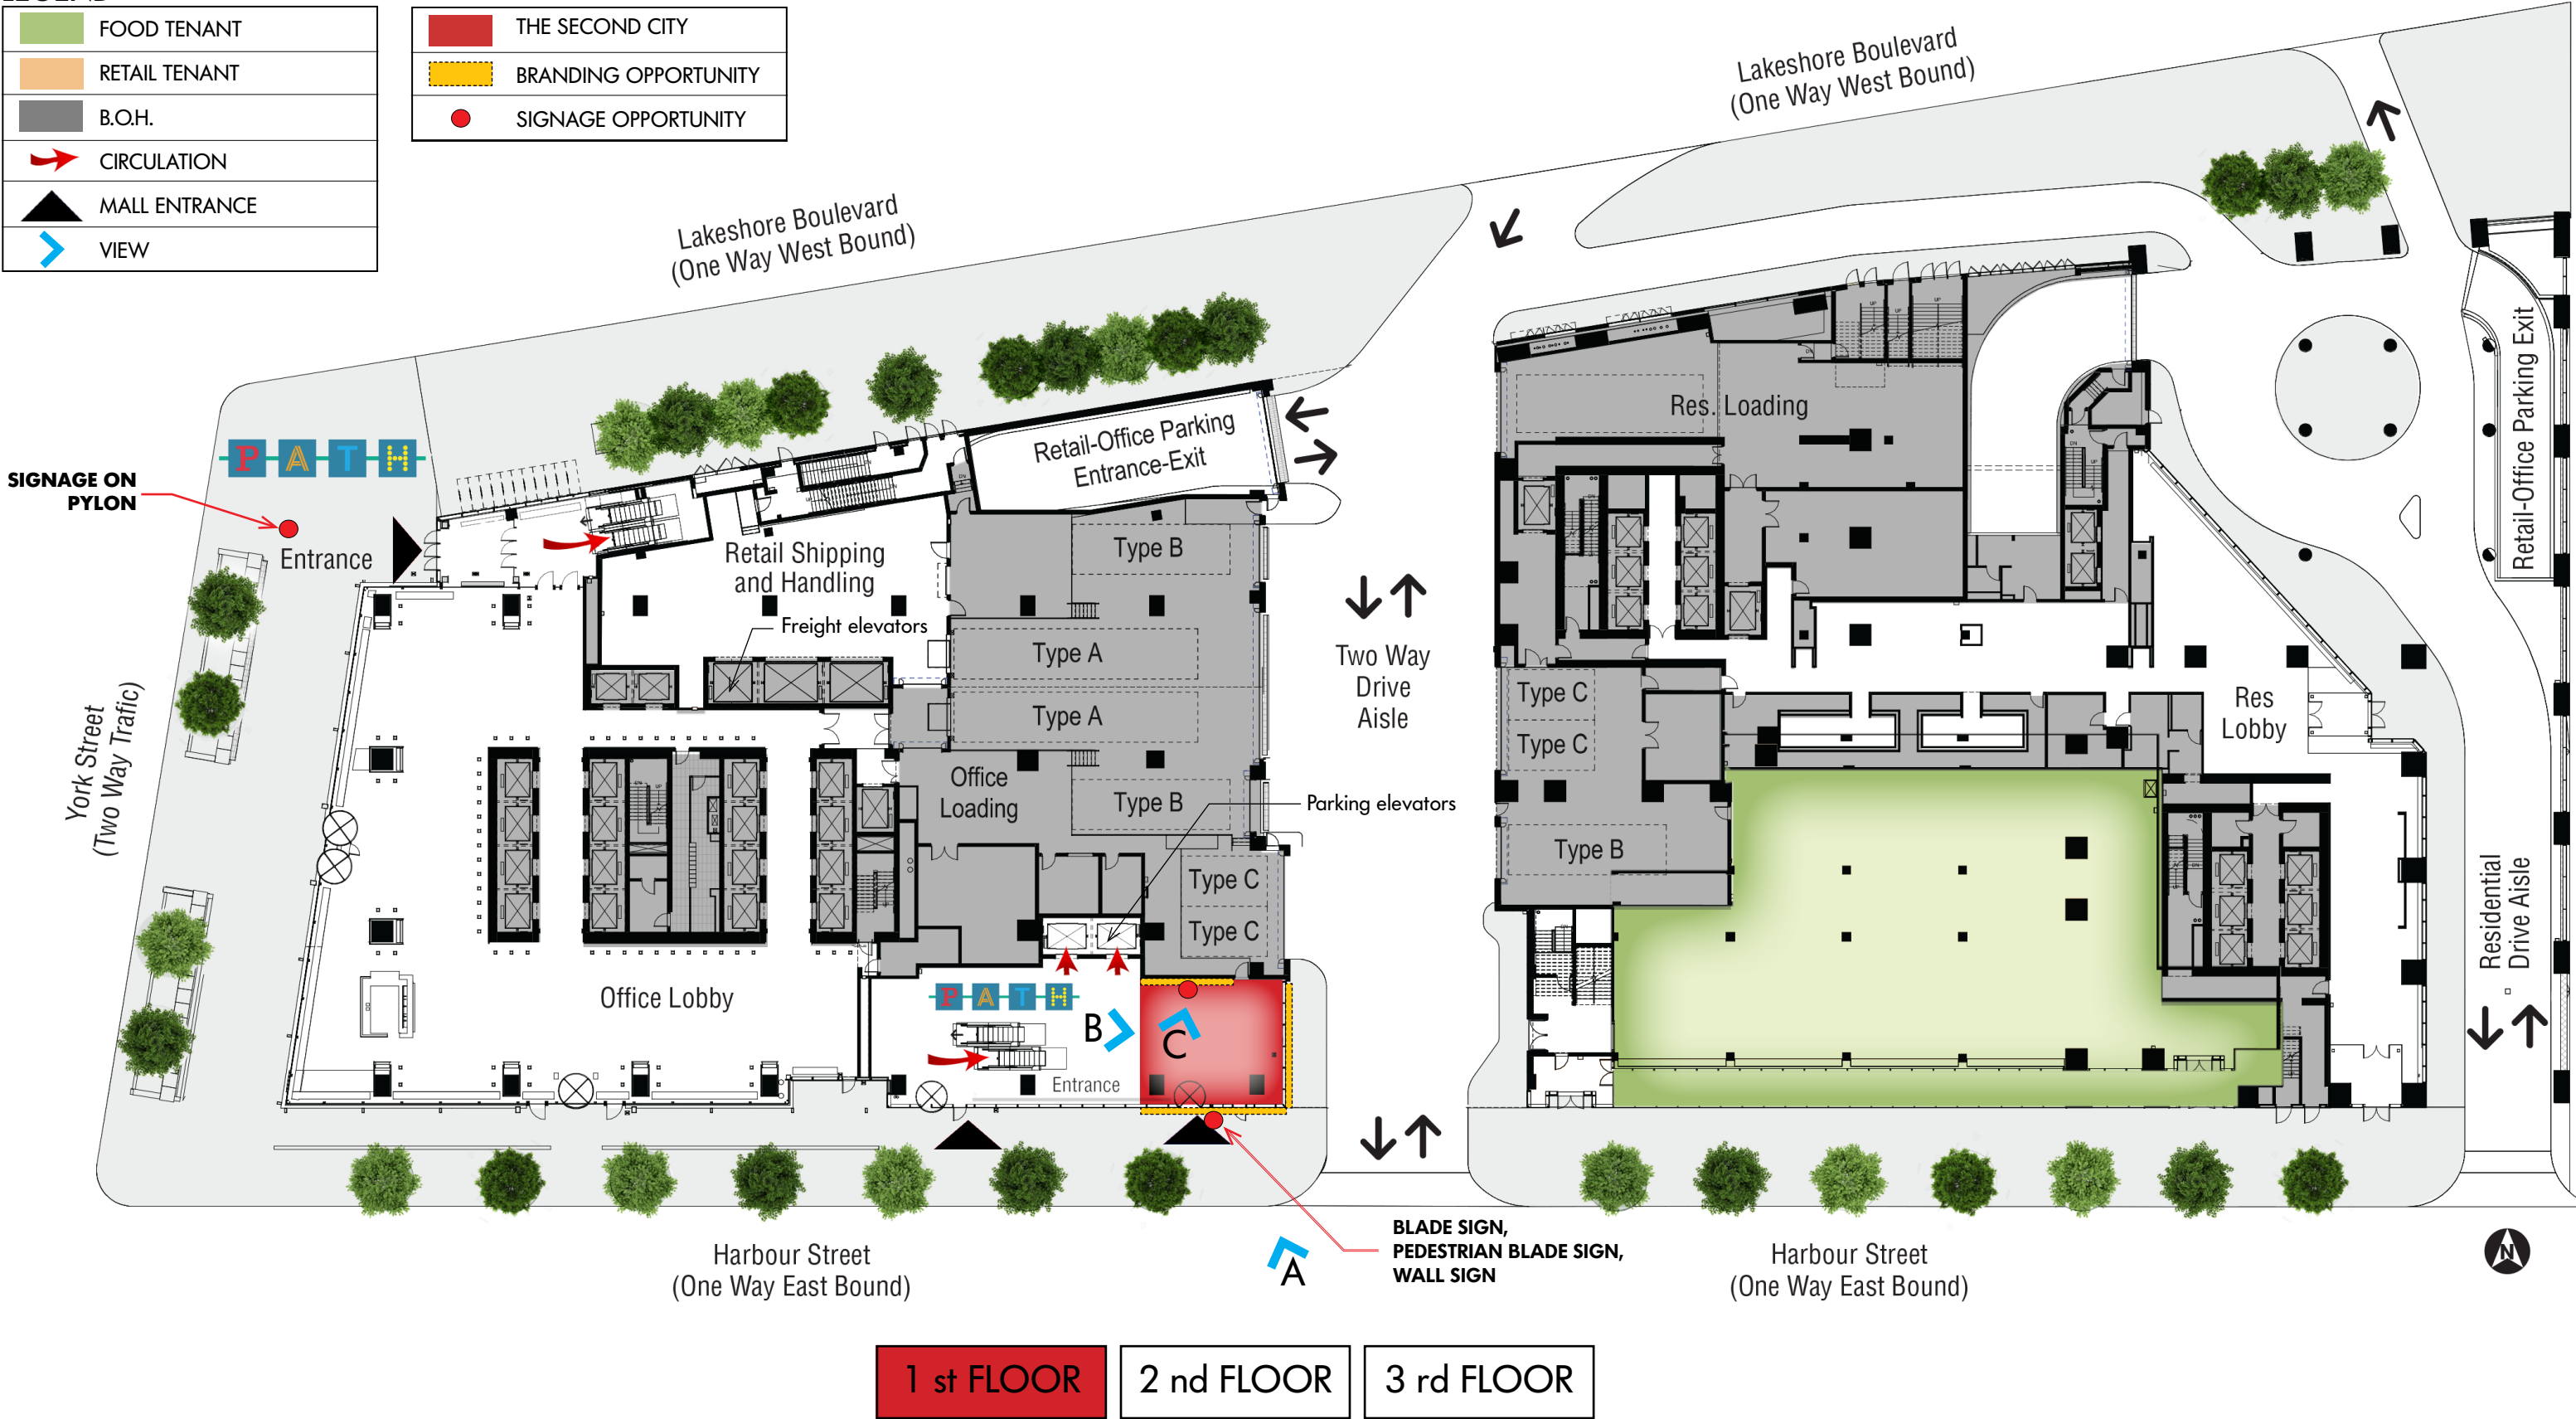 FOOD TENANT
RETAIL TENANT
B.O.H.
CIRCULATION
MALL ENTRANCE
VIEW
THE SECOND CITY
BRANDING OPPORTUNITY
SIGNAGE OPPORTUNITY
Lakeshore Boulevard
(One Way West Bound)
Lakeshore Boulevard
(One Way West Bound)
PATH
SIGNAGE ON
PYLON
Entrance
Retail-Office Parking
Entrance-Exit
Retail Shipping
and Handling
Freight elevators
Type B
Type A
Type A
Office
Loading
Type B
Parking elevators
Type C
Type C
York Street
(Two Way Trafic)
Office Lobby
PATH
B
C
Entrance
Two Way
Drive
Aisle
Res. Loading
Type C
Type C
Type B
Res
Lobby
Retail-Office Parking Exit
Residential
Drive Aisle
Harbour Street
(One Way East Bound)
A
BLADE SIGN,
PEDESTRIAN BLADE SIGN,
WALL SIGN
Harbour Street
(One Way East Bound)
N
1 st FLOOR
2 nd FLOOR
3 rd FLOOR